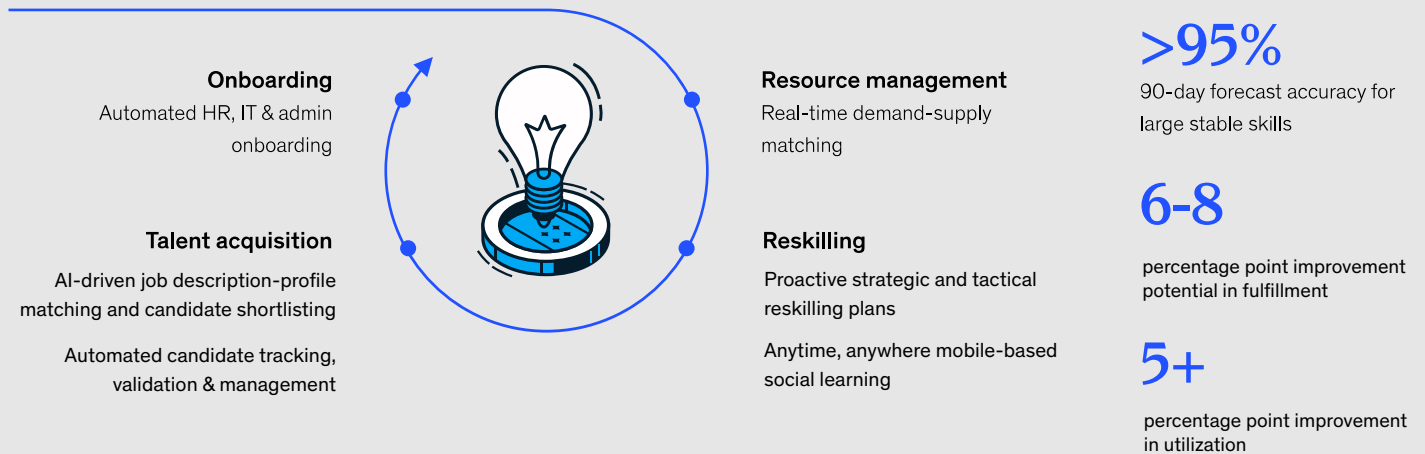 Onboarding
Automated HR, IT & admin
onboarding
Talent acquisition
AI-driven job description-profile
matching and candidate shortlisting
Automated candidate tracking,
validation & management
Resource management
Real-time demand-supply
matching
Reskilling
Proactive strategic and tactical
reskilling plans
Anytime, anywhere mobile-based
social learning
>95%
90-day forecast accuracy for
large stable skills
6-8
percentage point improvement
potential in fulfillment
5+
percentage point improvement
in utilization